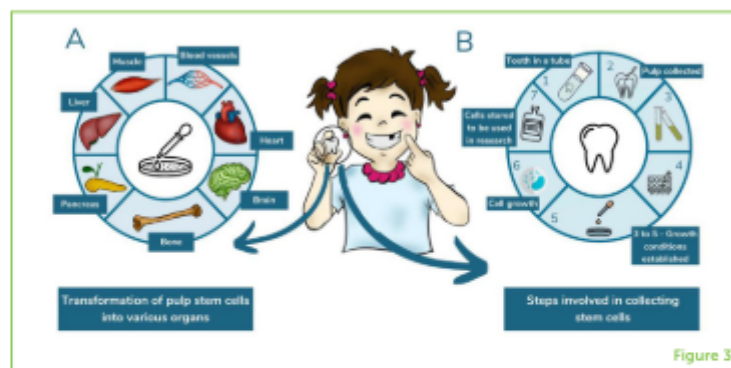 A
Blood vessels
Muscle
Liver
Heart
Pancreas
Brain
Bone
Transformation of pulp stem cells
into various organs
B
Tooth in a tube
1
2
Pulp collected
7
3
Cells stored
to be used
in research
6
4
Cell growth
5
3 to 5 - Growth
conditions
established
Steps involved in collecting
stem cells
Figure 3